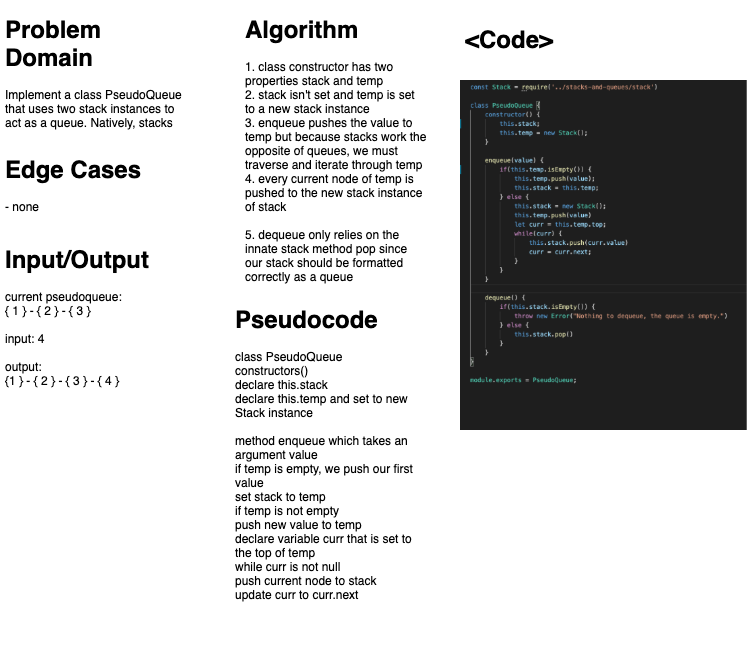 Problem
Domain
Implement a class PseudoQueue
that uses two stack instances to
act as a queue. Natively, stacks
Edge Cases
- none
Input/Output
current pseudoqueue:
{ 1 } - { 2 } - { 3 }
input: 4
output:
{1 } - { 2 } - { 3 } - { 4 }
Algorithm
1. class constructor has two
properties stack and temp
2. stack isn't set and temp is set
to a new stack instance
3. enqueue pushes the value to
temp but because stacks work the
opposite of queues, we must
traverse and iterate through temp
4. every current node of temp is
pushed to the new stack instance
of stack
5. dequeue only relies on the
innate stack method pop since
our stack should be formatted
correctly as a queue
Pseudocode
class PseudoQueue
constructors()
declare this.stack
declare this.temp and set to new
Stack instance
method enqueue which takes an
argument value
if temp is empty, we push our first
value
set stack to temp
if temp is not empty
push new value to temp
declare variable curr that is set to
the top of temp
while curr is not null
push current node to stack
update curr to curr.next
<Code>
const Stack = require('../stacks-and-queues/stack')
class PseudoQueue {
constructor() {
this.stack;
this.temp = new Stack();
}
enqueue(value) {
if(this.temp.isEmpty()) {
this.temp.push(value);
this.stack = this.temp;
} else {
this.stack = new Stack();
this.temp.push(value)
let curr = this.temp.top;
while(curr) {
this.stack.push(curr.value)
curr = curr.next;
}
}
}
dequeue() {
if(this.stack.isEmpty()) {
throw new Error("Nothing to dequeue, the queue is empty.")
} else {
this.stack.pop()
}
}
}
module.exports = PseudoQueue;